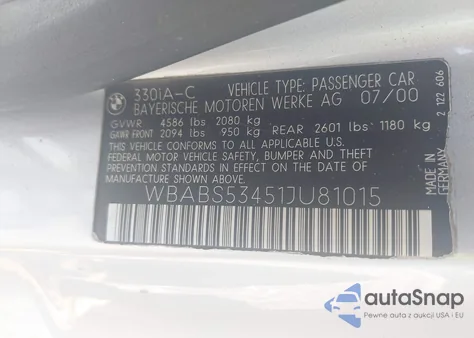 BMW
330iA-C VEHICLE TYPE: PASSENGER CAR
BAYERISCHE MOTOREN WERKE AG 07/00
GVWR 4586 lbs 2080 kg
GAWR FRONT 2094 lbs 950 kg REAR 2601 lbs 1180 kg
THIS VEHICLE CONFORMS TO ALL APPLICABLE
FEDERAL MOTOR VEHICLE SAFETY, BUMPER AND THEFT
PREVENTION STANDARDS IN EFFECT ON THE DATE OF
MANUFACTURE SHOWN ABOVE.
WBABS53451JU81015
2 122 606
MADE IN
GERMANY
autoSnap
Pewne auta z aukcji USA i EU